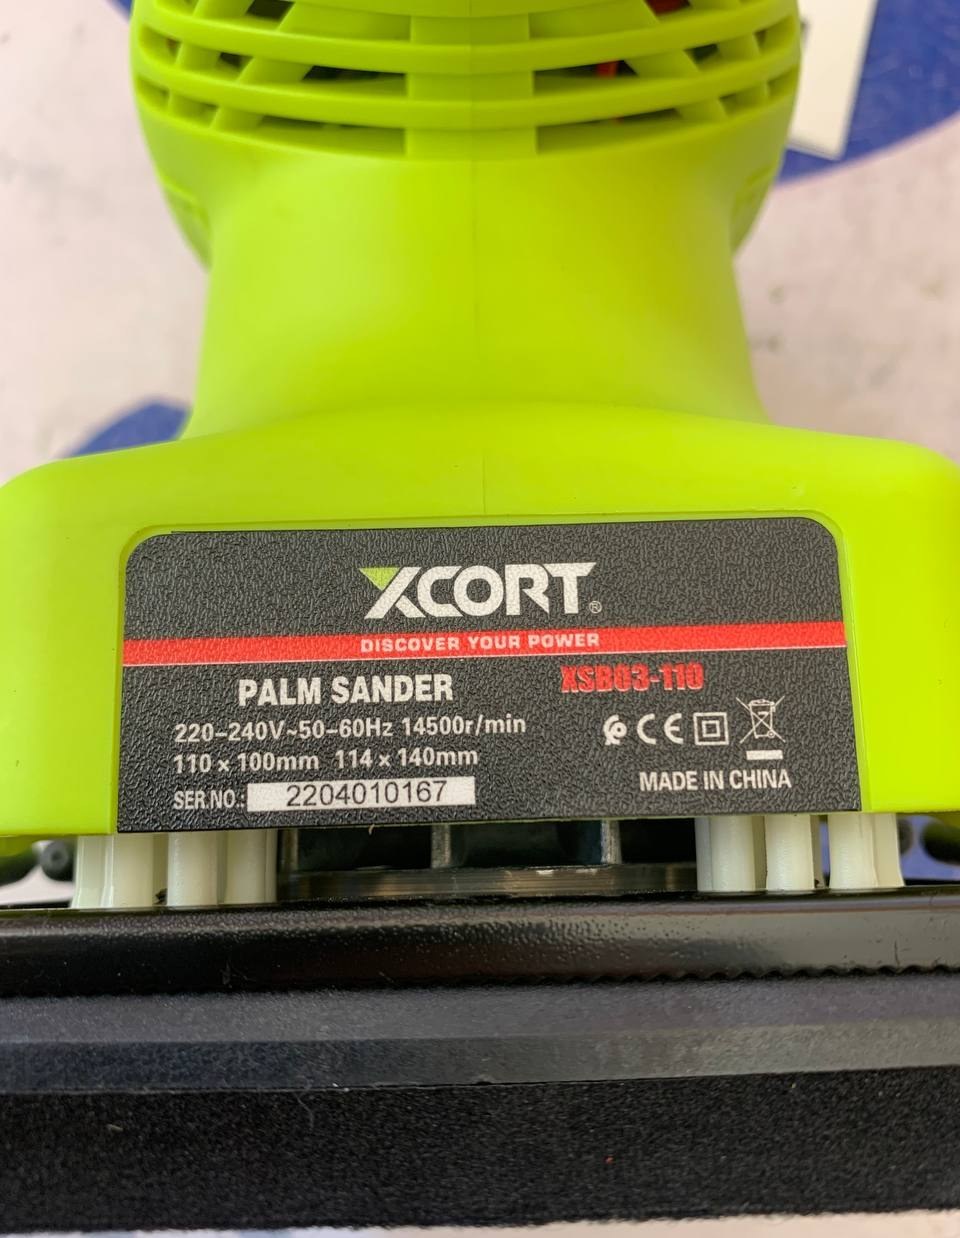 XCORT®
DISCOVER YOUR POWER
PALM SANDER XSB03-110
220-240V~50-60Hz 14500r/min
110 x 100mm 114 x 140mm
SER.NO.: 2204010167
CE
MADE IN CHINA